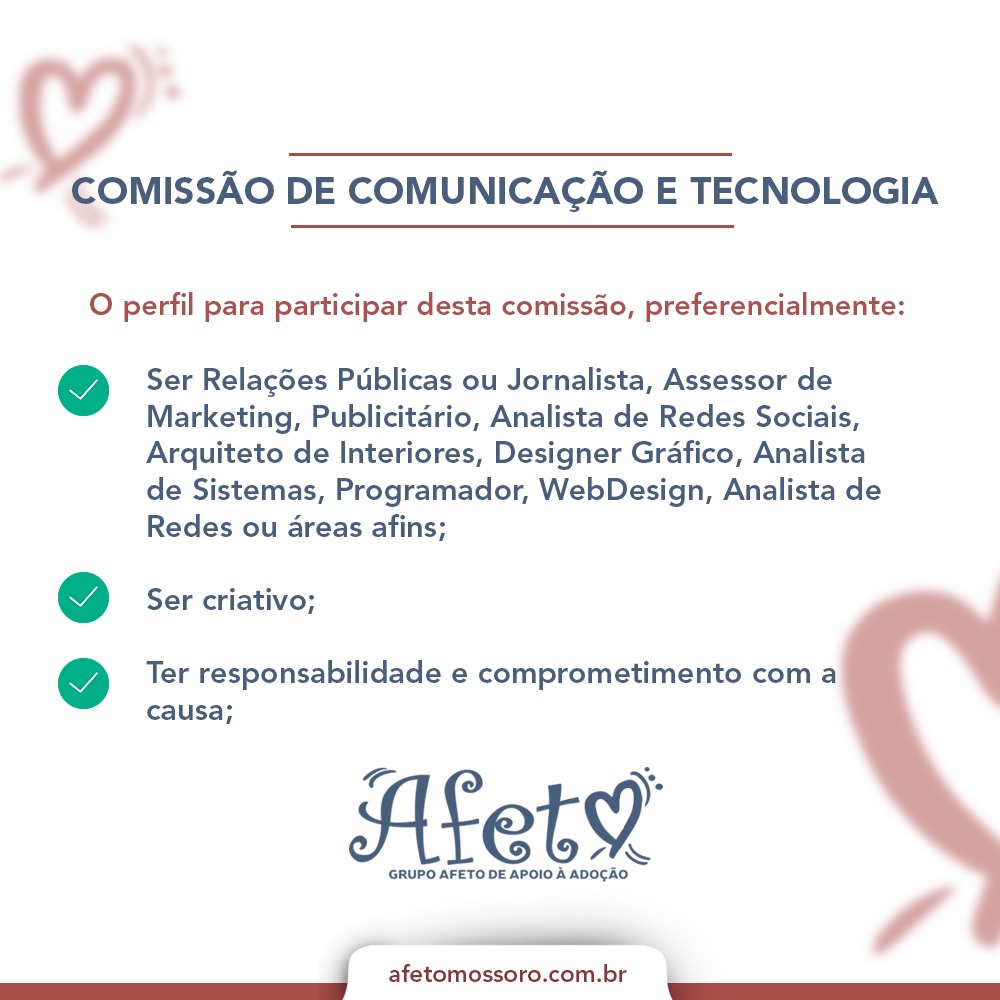 COMISSÃO DE COMUNICAÇÃO E TECNOLOGIA
O perfil para participar desta comissão, preferencialmente:
Ser Relações Públicas ou Jornalista, Assessor de
Marketing, Publicitário, Analista de Redes Sociais,
Arquiteto de Interiores, Designer Gráfico, Analista
de Sistemas, Programador, WebDesign, Analista de
Redes ou áreas afins;
Ser criativo;
Ter responsabilidade e comprometimento com a
causa;
Afeto
GRUPO AFETO DE APOIO À ADOÇÃO
afetomossoro.com.br